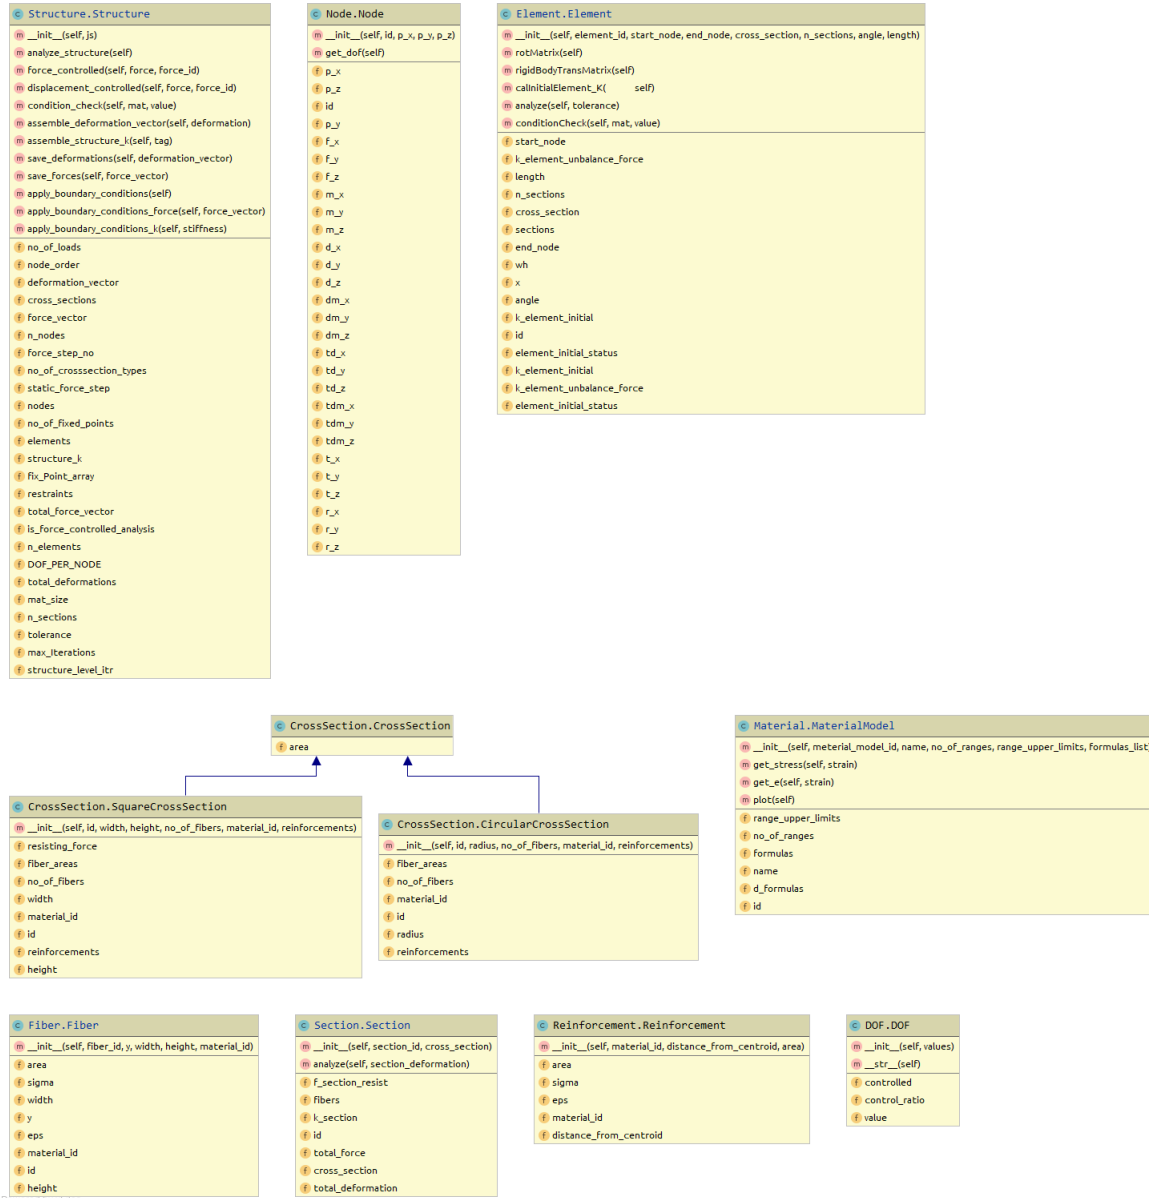 Structure.Structure
__init__(self, js)
analyze_structure(self)
force_controlled(self, force, force_id)
displacement_controlled(self, force, force_id)
condition_check(self, mat, value)
assemble_deformation_vector(self, deformation)
assemble_structure_k(self, tag)
save_deformations(self, deformation_vector)
save_forces(self, force_vector)
apply_boundary_conditions(self)
apply_boundary_conditions_force(self, force_vector)
apply_boundary_conditions_k(self, stiffness)
no_of_loads
node_order
deformation_vector
cross_sections
force_vector
n_nodes
force_step_no
no_of_crosssection_types
static_force_step
nodes
no_of_fixed_points
elements
structure_k
fix_Point_array
restraints
total_force_vector
is_force_controlled_analysis
n_elements
DOF_PER_NODE
total_deformations
mat_size
n_sections
tolerance
max_Iterations
structure_level_itr
Node.Node
__init__(self, id, p_x, p_y, p_z)
get_dof(self)
p_x
p_z
id
p_y
f_x
f_y
f_z
m_x
m_y
m_z
d_x
d_y
d_z
dm_x
dm_y
dm_z
td_x
td_y
td_z
tdm_x
tdm_y
tdm_z
t_x
t_y
t_z
r_x
r_y
r_z
Element.Element
__init__(self, element_id, start_node, end_node, cross_section, n_sections, angle, length)
rotMatrix(self)
rigidBodyTransMatrix(self)
calInitialElement_K( self)
analyze(self, tolerance)
conditionCheck(self, mat, value)
start_node
k_element_unbalance_force
length
n_sections
cross_section
sections
end_node
wh
x
angle
k_element_initial
id
element_initial_status
k_element_initial
k_element_unbalance_force
element_initial_status
CrossSection.CrossSection
area
CrossSection.SquareCrossSection
__init__(self, id, width, height, no_of_fibers, material_id, reinforcements)
resisting_force
fiber_areas
no_of_fibers
width
material_id
id
reinforcements
height
CrossSection.CircularCrossSection
__init__(self, id, radius, no_of_fibers, material_id, reinforcements)
fiber_areas
no_of_fibers
material_id
id
radius
reinforcements
Material.MaterialModel
__init__(self, meterial_model_id, name, no_of_ranges, range_upper_limits, formulas_list)
get_stress(self, strain)
get_e(self, strain)
plot(self)
range_upper_limits
no_of_ranges
formulas
name
d_formulas
id
Fiber.Fiber
__init__(self, fiber_id, y, width, height, material_id)
area
sigma
width
y
eps
material_id
id
height
Section.Section
__init__(self, section_id, cross_section)
analyze(self, section_deformation)
f_section_resist
fibers
k_section
id
total_force
cross_section
total_deformation
Reinforcement.Reinforcement
__init__(self, material_id, distance_from_centroid, area)
area
sigma
eps
material_id
distance_from_centroid
DOF.DOF
__init__(self, values)
__str__(self)
controlled
control_ratio
value